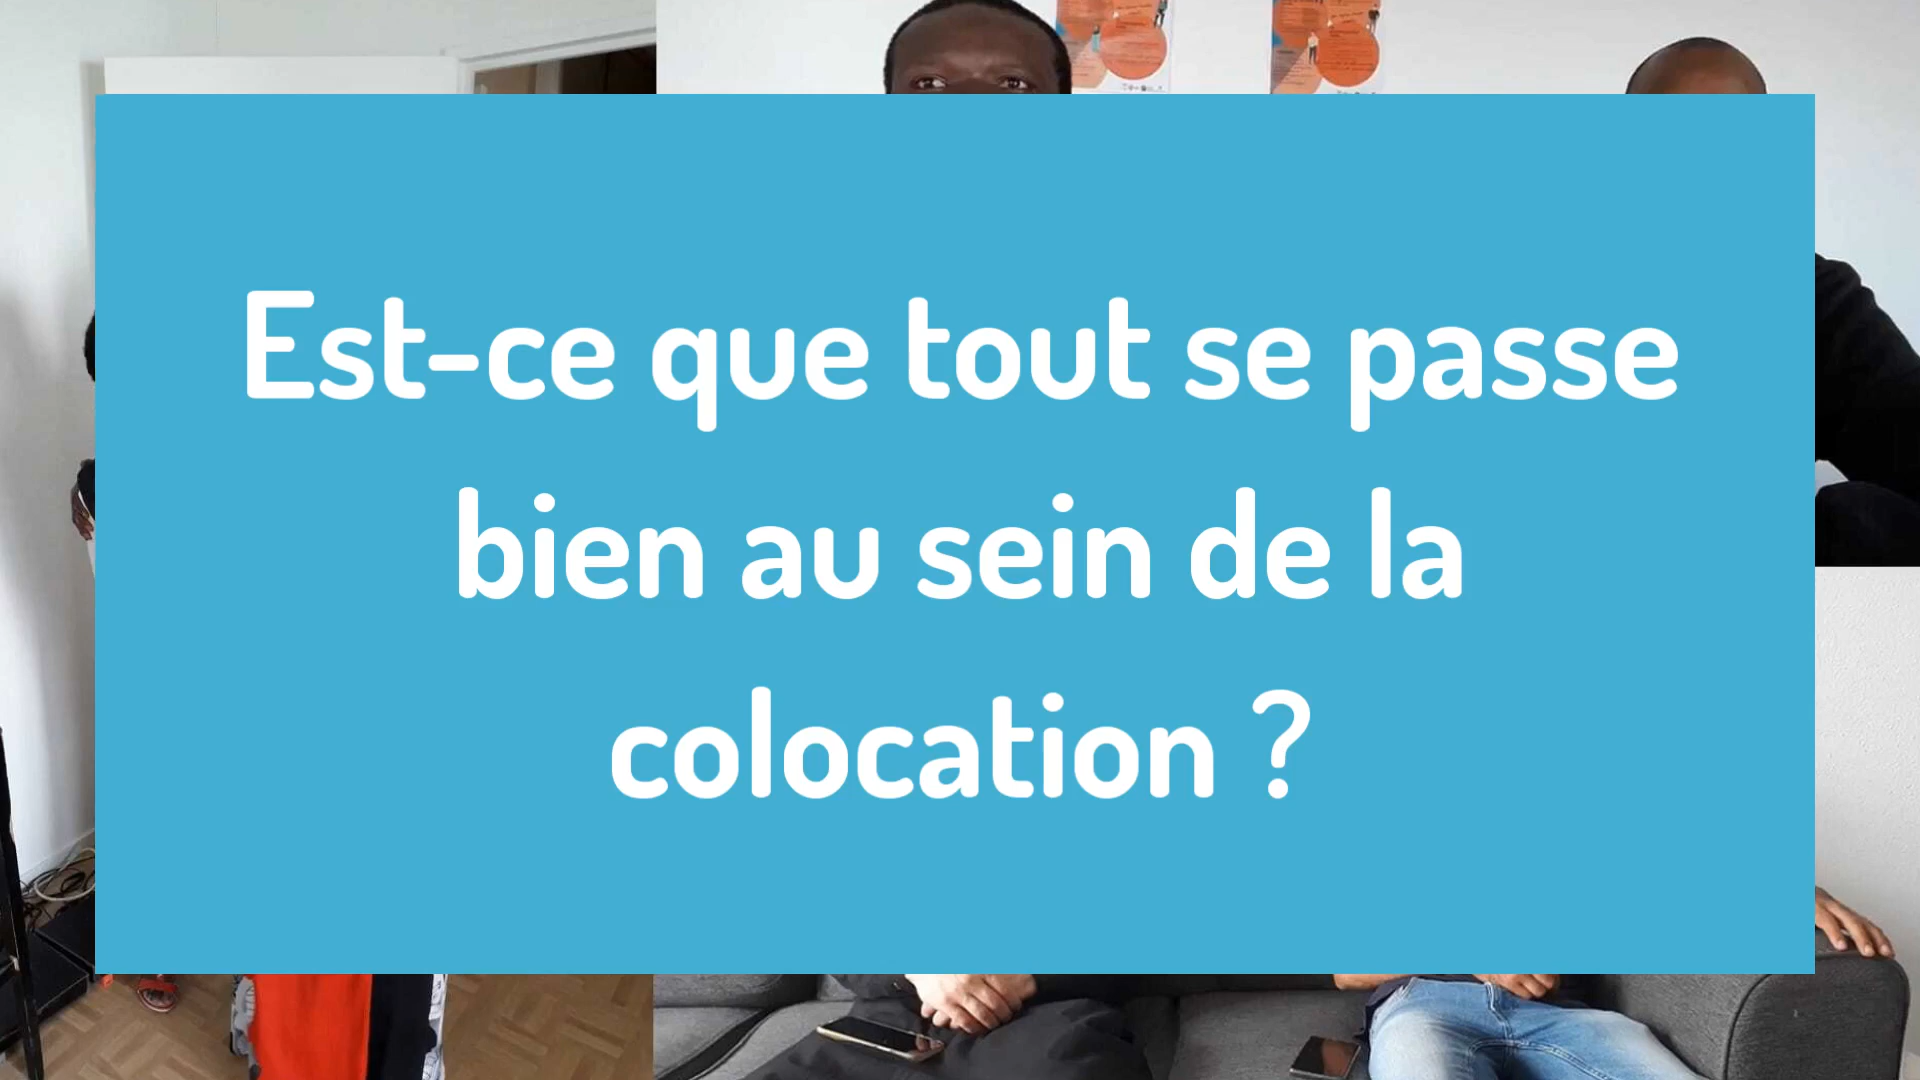 Est-ce que tout se passe
bien au sein de la
colocation ?